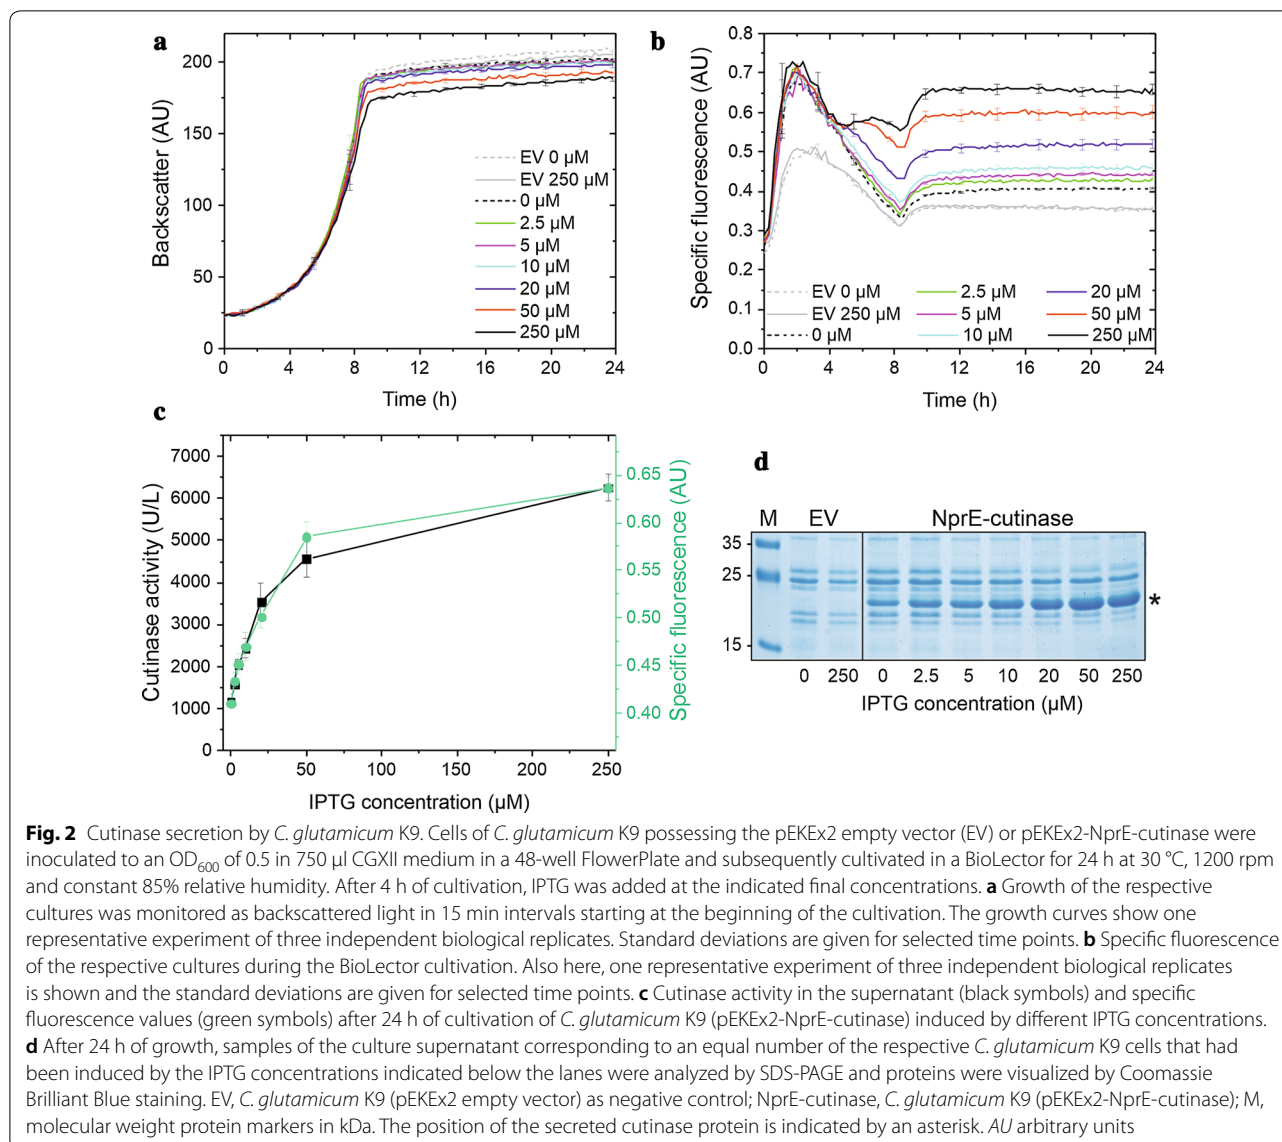 a
Backscatter (AU)
200
150
100
50
0
EV 0 µM
EV 250 µM
0 µM
2.5 µM
5 µM
10 µM
20 µM
50 µM
250 µM
0 4 8 12 16 20 24
Time (h)
b
Specific fluorescence (AU)
0.8
0.7
0.6
0.5
0.4
0.3
0.2
0.1
0.0
EV 0 µM 2.5 µM 20 µM
EV 250 µM 5 µM 50 µM
0 µM 10 µM 250 µM
0 4 8 12 16 20 24
Time (h)
c
Cutinase activity (U/L)
7000
6000
5000
4000
3000
2000
1000
0
0.65
0.60
0.55
0.50
0.45
0.40
Specific fluorescence (AU)
0 50 100 150 200 250
IPTG concentration (µM)
d
M EV NprE-cutinase
35
25
15
*
0 250 0 2.5 5 10 20 50 250
IPTG concentration (µM)
Fig. 2 Cutinase secretion by C. glutamicum K9. Cells of C. glutamicum K9 possessing the pEKEx2 empty vector (EV) or pEKEx2-NprE-cutinase were
inoculated to an OD600 of 0.5 in 750 µl CGXII medium in a 48-well FlowerPlate and subsequently cultivated in a BioLector for 24 h at 30 °C, 1200 rpm
and constant 85% relative humidity. After 4 h of cultivation, IPTG was added at the indicated final concentrations. a Growth of the respective
cultures was monitored as backscattered light in 15 min intervals starting at the beginning of the cultivation. The growth curves show one
representative experiment of three independent biological replicates. Standard deviations are given for selected time points. b Specific fluorescence
of the respective cultures during the BioLector cultivation. Also here, one representative experiment of three independent biological replicates
is shown and the standard deviations are given for selected time points. c Cutinase activity in the supernatant (black symbols) and specific
fluorescence values (green symbols) after 24 h of cultivation of C. glutamicum K9 (pEKEx2-NprE-cutinase) induced by different IPTG concentrations.
d After 24 h of growth, samples of the culture supernatant corresponding to an equal number of the respective C. glutamicum K9 cells that had
been induced by the IPTG concentrations indicated below the lanes were analyzed by SDS-PAGE and proteins were visualized by Coomassie
Brilliant Blue staining. EV, C. glutamicum K9 (pEKEx2 empty vector) as negative control; NprE-cutinase, C. glutamicum K9 (pEKEx2-NprE-cutinase); M,
molecular weight protein markers in kDa. The position of the secreted cutinase protein is indicated by an asterisk. AU arbitrary units